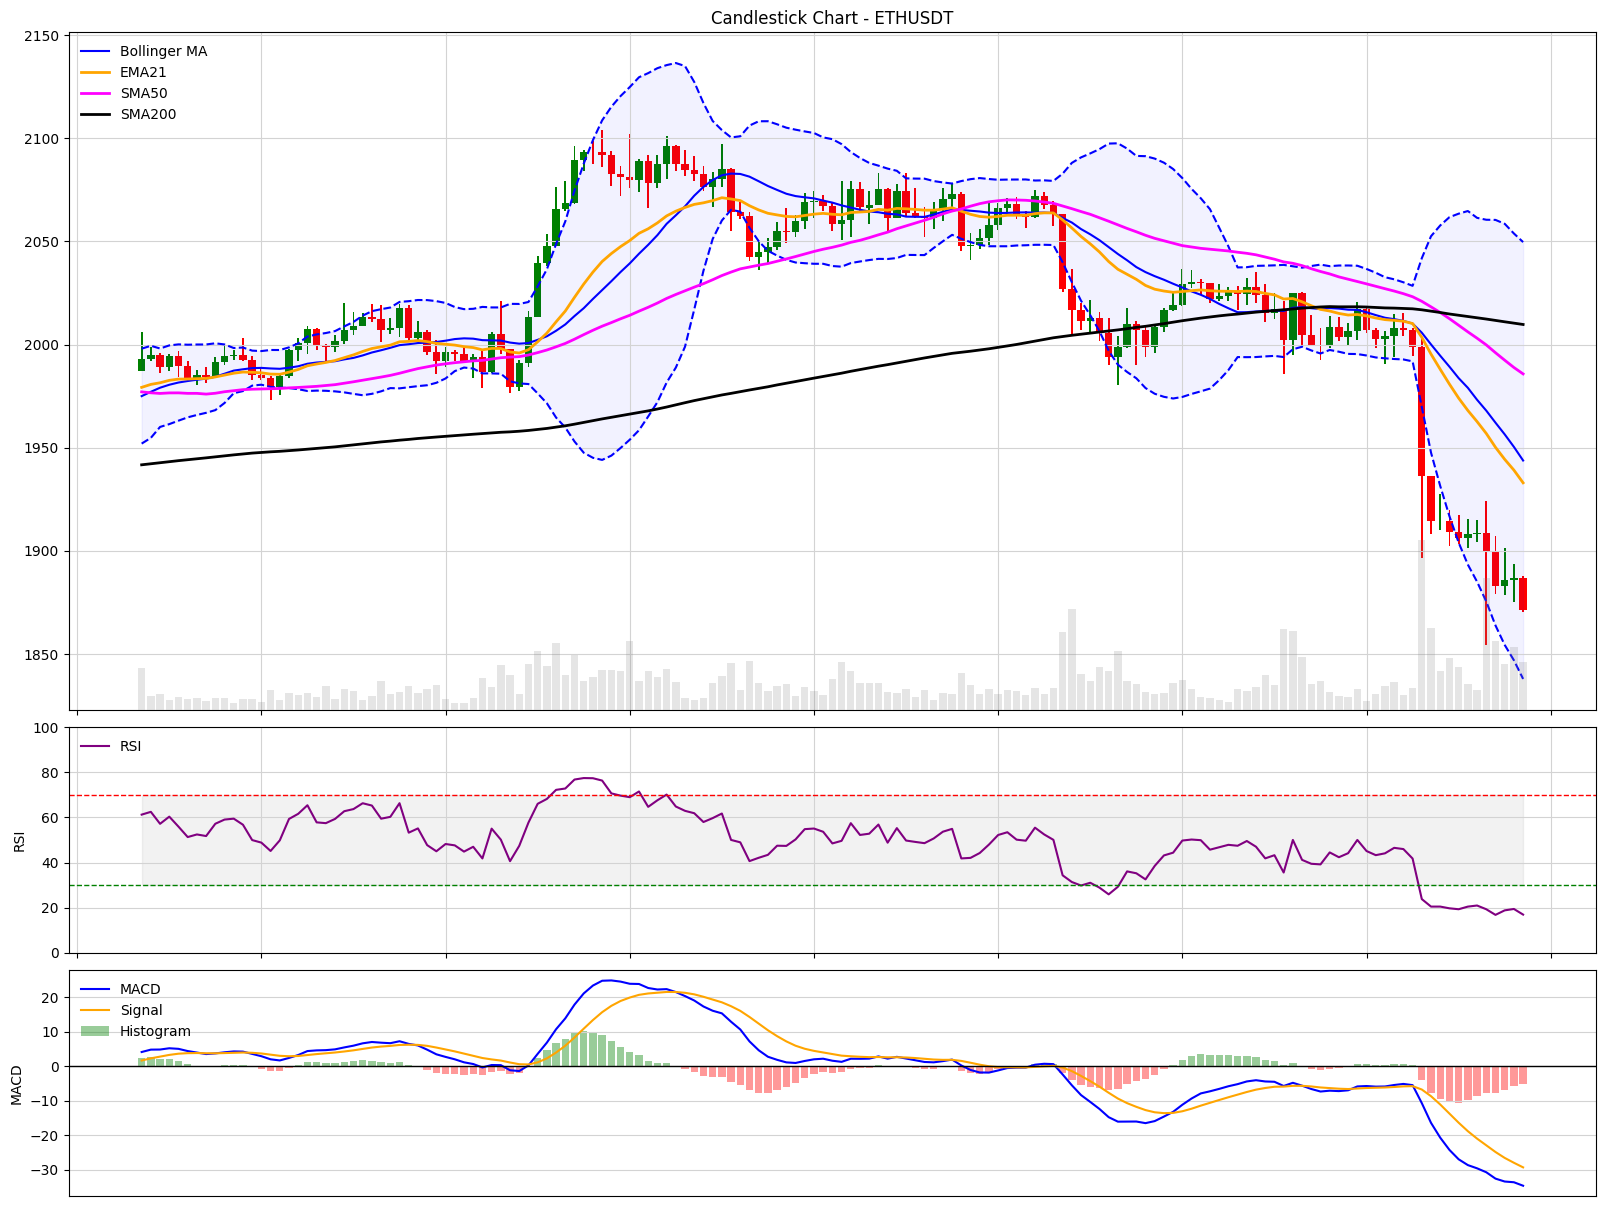 Candlestick Chart - ETHUSDT
2150
2100
2050
2000
1950
1900
1850
Bollinger MA
EMA21
SMA50
SMA200
100
80
60
40
20
0
RSI
RSI
20
10
0
−10
−20
−30
MACD
MACD
Signal
Histogram